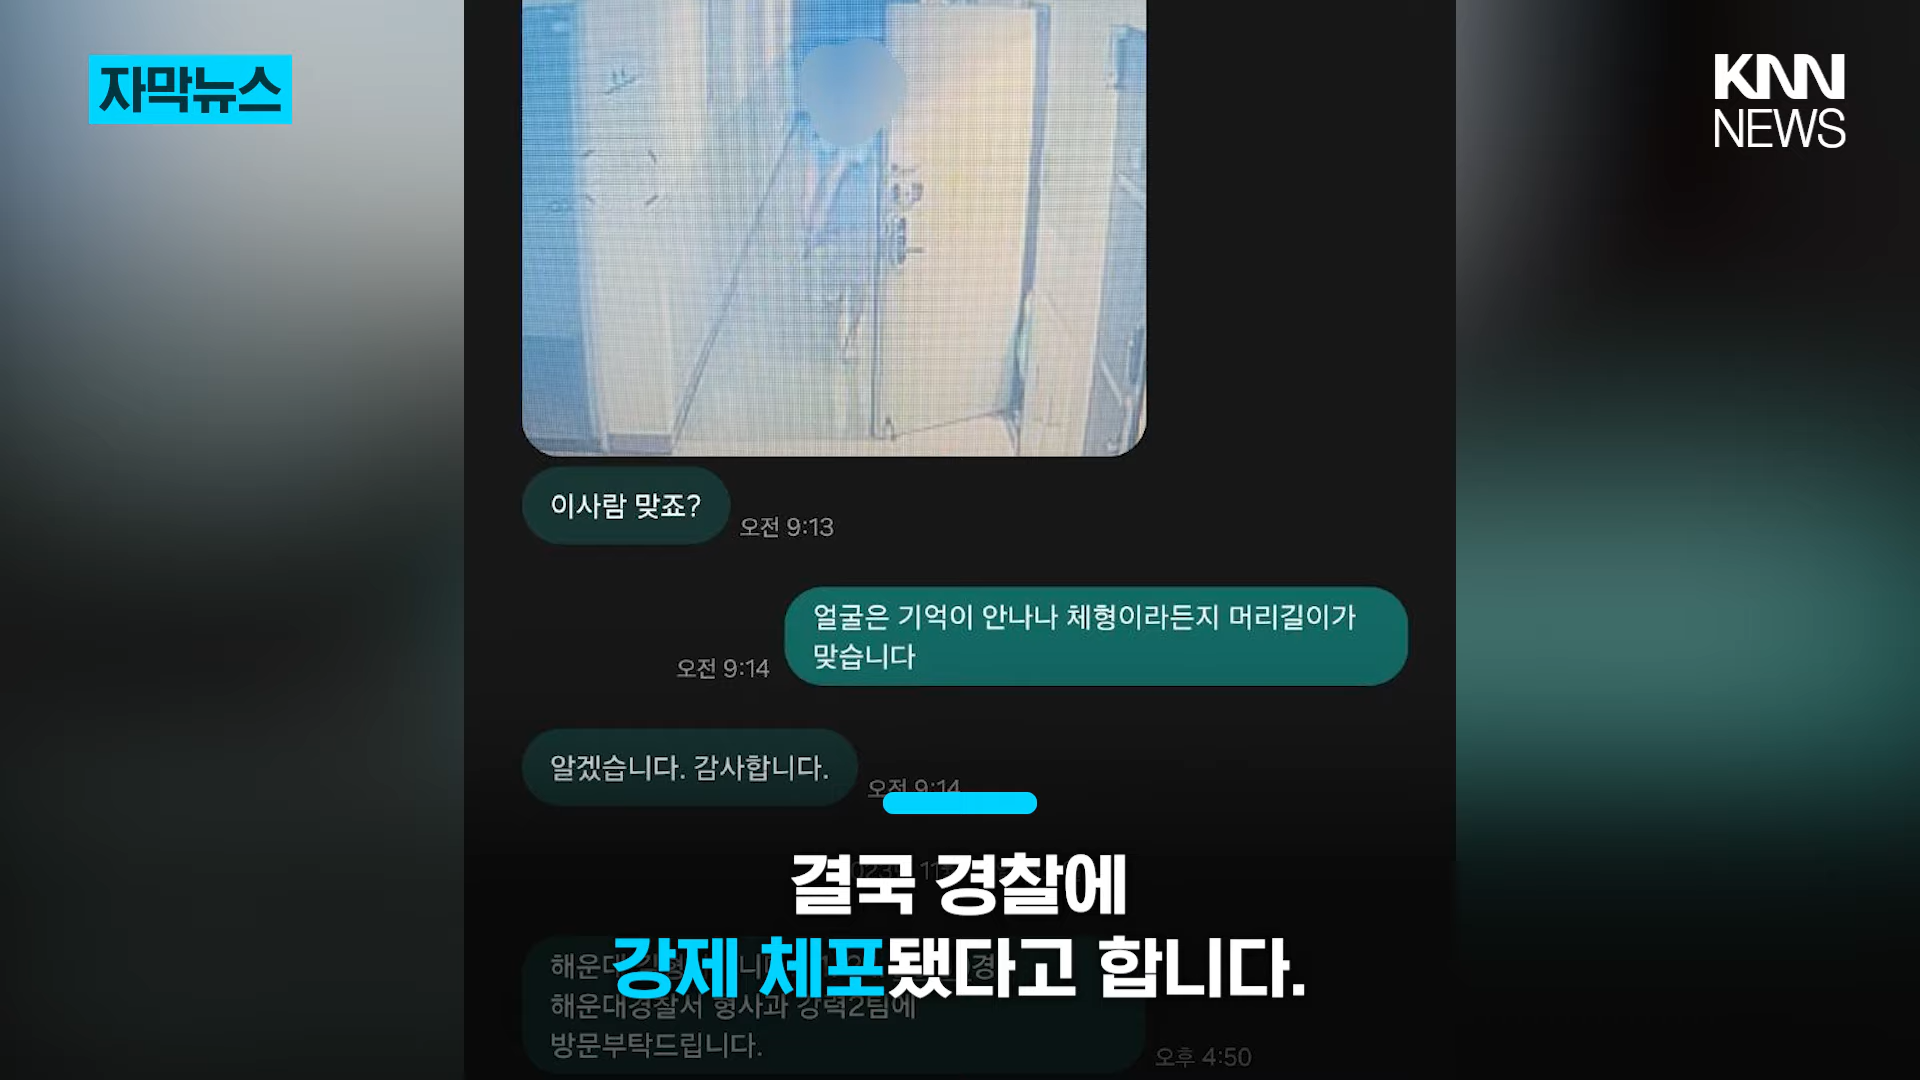 자막뉴스
KNN
NEWS
이사람 맞죠?
오전 9:13
얼굴은 기억이 안나나 체형이라든지 머리길이가
맞습니다
오전 9:14
알겠습니다. 감사합니다.
오전 9:14
결국 경찰에
강제 체포됐다고 합니다.
해운대경찰서 형사과 강력2팀에
방문부탁드립니다.
오후 4:50